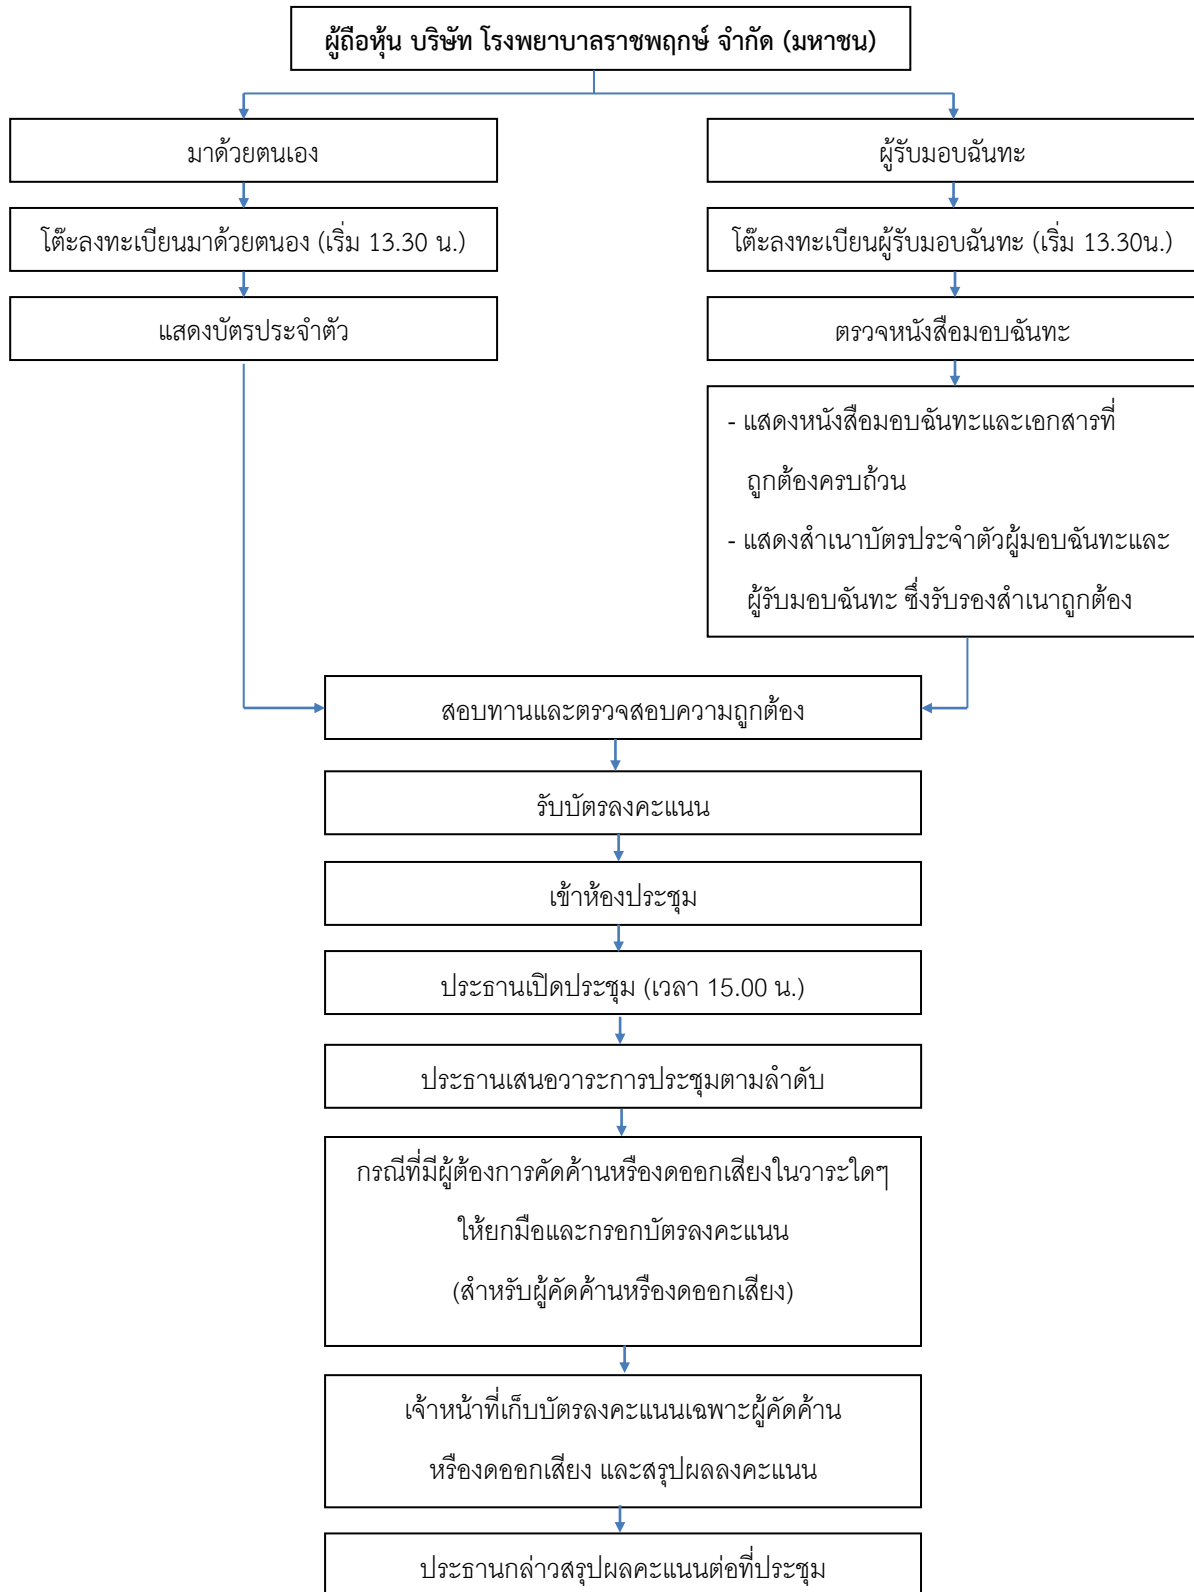 ผู้ถือหุ้น บริษัท โรงพยาบาลราชพฤกษ์ จำกัด (มหาชน)
มาด้วยตนเอง
โต๊ะลงทะเบียนมาด้วยตนอง (เริ่ม 13.30 น.)
แสดงบัตรประจำตัว
ผู้รับมอบฉันทะ
โต๊ะลงทะเบียนผู้รับมอบฉันทะ (เริ่ม 13.30น.)
ตรวจหนังสือมอบฉันทะ
- แสดงหนังสือมอบฉันทะและเอกสารที่
ถูกต้องครบถ้วน
- แสดงสำเนาบัตรประจำตัวผู้มอบฉันทะและ
ผู้รับมอบฉันทะ ซึ่งรับรองสำเนาถูกต้อง
สอบทานและตรวจสอบความถูกต้อง
รับบัตรลงคะแนน
เข้าห้องประชุม
ประธานเปิดประชุม (เวลา 15.00 น.)
ประธานเสนอวาระการประชุมตามลำดับ
กรณีที่มีผู้ต้องการคัดค้านหรืองดออกเสียงในวาระใดๆ
ให้ยกมือและกรอกบัตรลงคะแนน
(สำหรับผู้คัดค้านหรืองดออกเสียง)
เจ้าหน้าที่เก็บบัตรลงคะแนนเฉพาะผู้คัดค้าน
หรืองดออกเสียง และสรุปผลลงคะแนน
ประธานกล่าวสรุปผลคะแนนต่อที่ประชุม